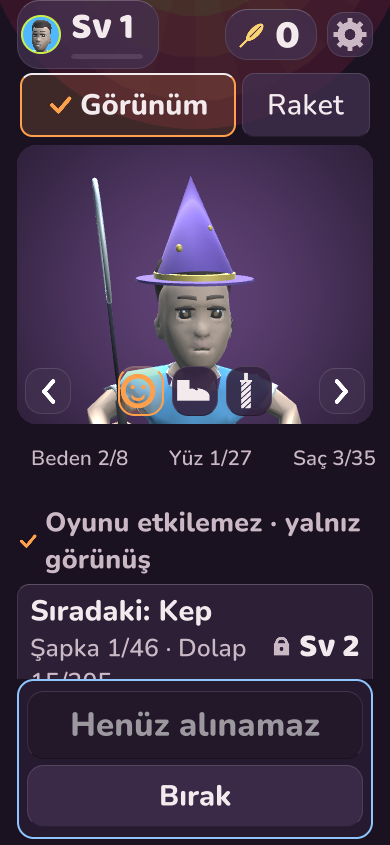 Sv 1
0
Görünüm
Raket
Beden 2/8
Yüz 1/27
Saç 3/35
Oyunu etkilemez · yalnız
görünüş
Sıradaki: Kep
Şapka 1/46 · Dolap
Sv 2
Henüz alınamaz
Bırak